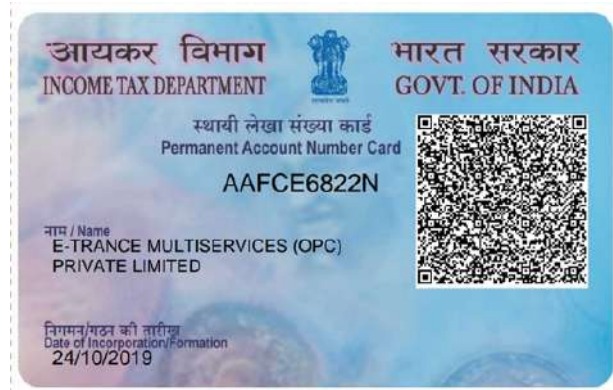 आयकर विभाग
भारत सरकार
INCOME TAX DEPARTMENT
GOVT. OF INDIA
स्थायी लेखा संख्या कार्ड
Permanent Account Number Card
AAFCE6822N
नाम / Name
E-TRANCE MULTISERVICES (OPC)
PRIVATE LIMITED
निगमन/गठन की तारीख
Date of Incorporation/Formation
24/10/2019